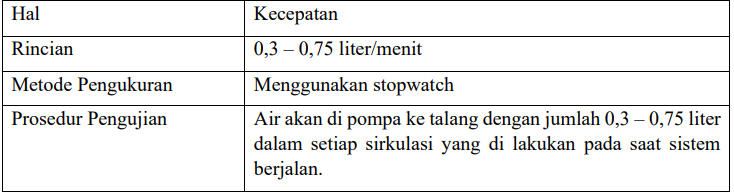 Hal Kecepatan
Rincian 0,3 – 0,75 liter/menit
Metode Pengukuran Menggunakan stopwatch
Prosedur Pengujian Air akan di pompa ke talang dengan jumlah 0,3 – 0,75 liter
dalam setiap sirkulasi yang di lakukan pada saat sistem
berjalan.